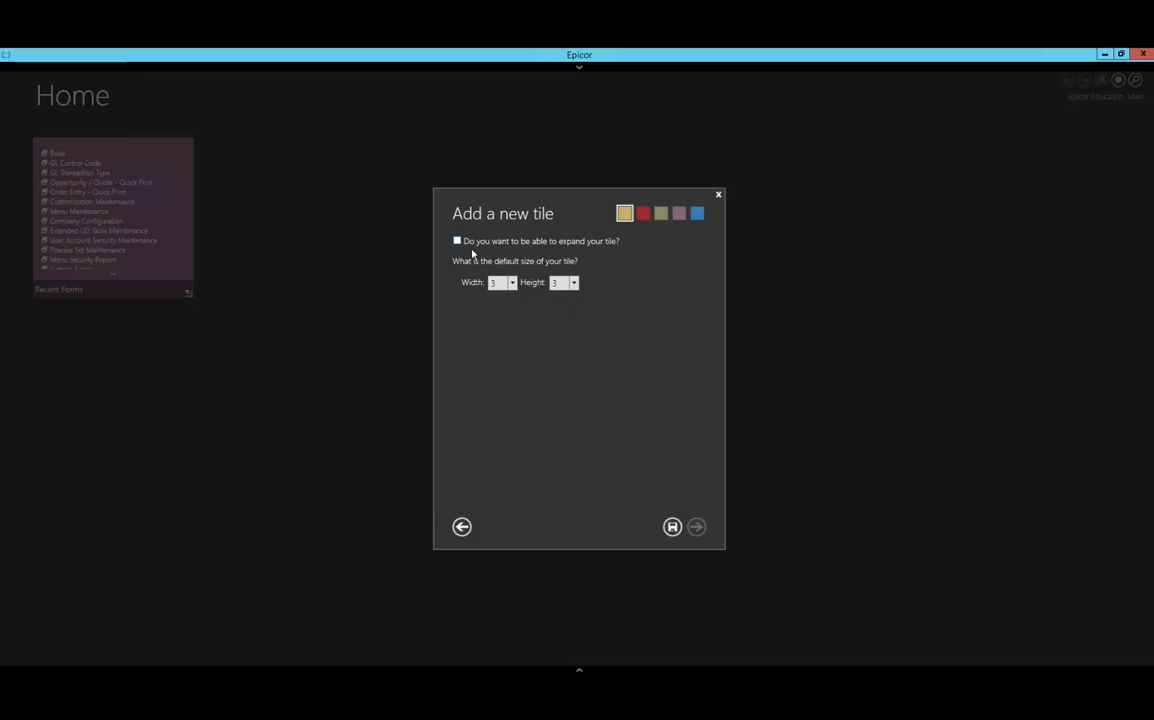 Epicor
Home
Epicor Education Main
Book
GL Control Code
GL Transaction Type
Opportunity / Quote - Quick Print
Order Entry - Quick Print
Customization Maintenance
Menu Maintenance
Company Configuration
Extended UD Table Maintenance
User Account Security Maintenance
Process Set Maintenance
Menu Security Report
Recent Forms
x
Add a new tile
Do you want to be able to expand your tile?
What is the default size of your tile?
Width: 3 Height: 3